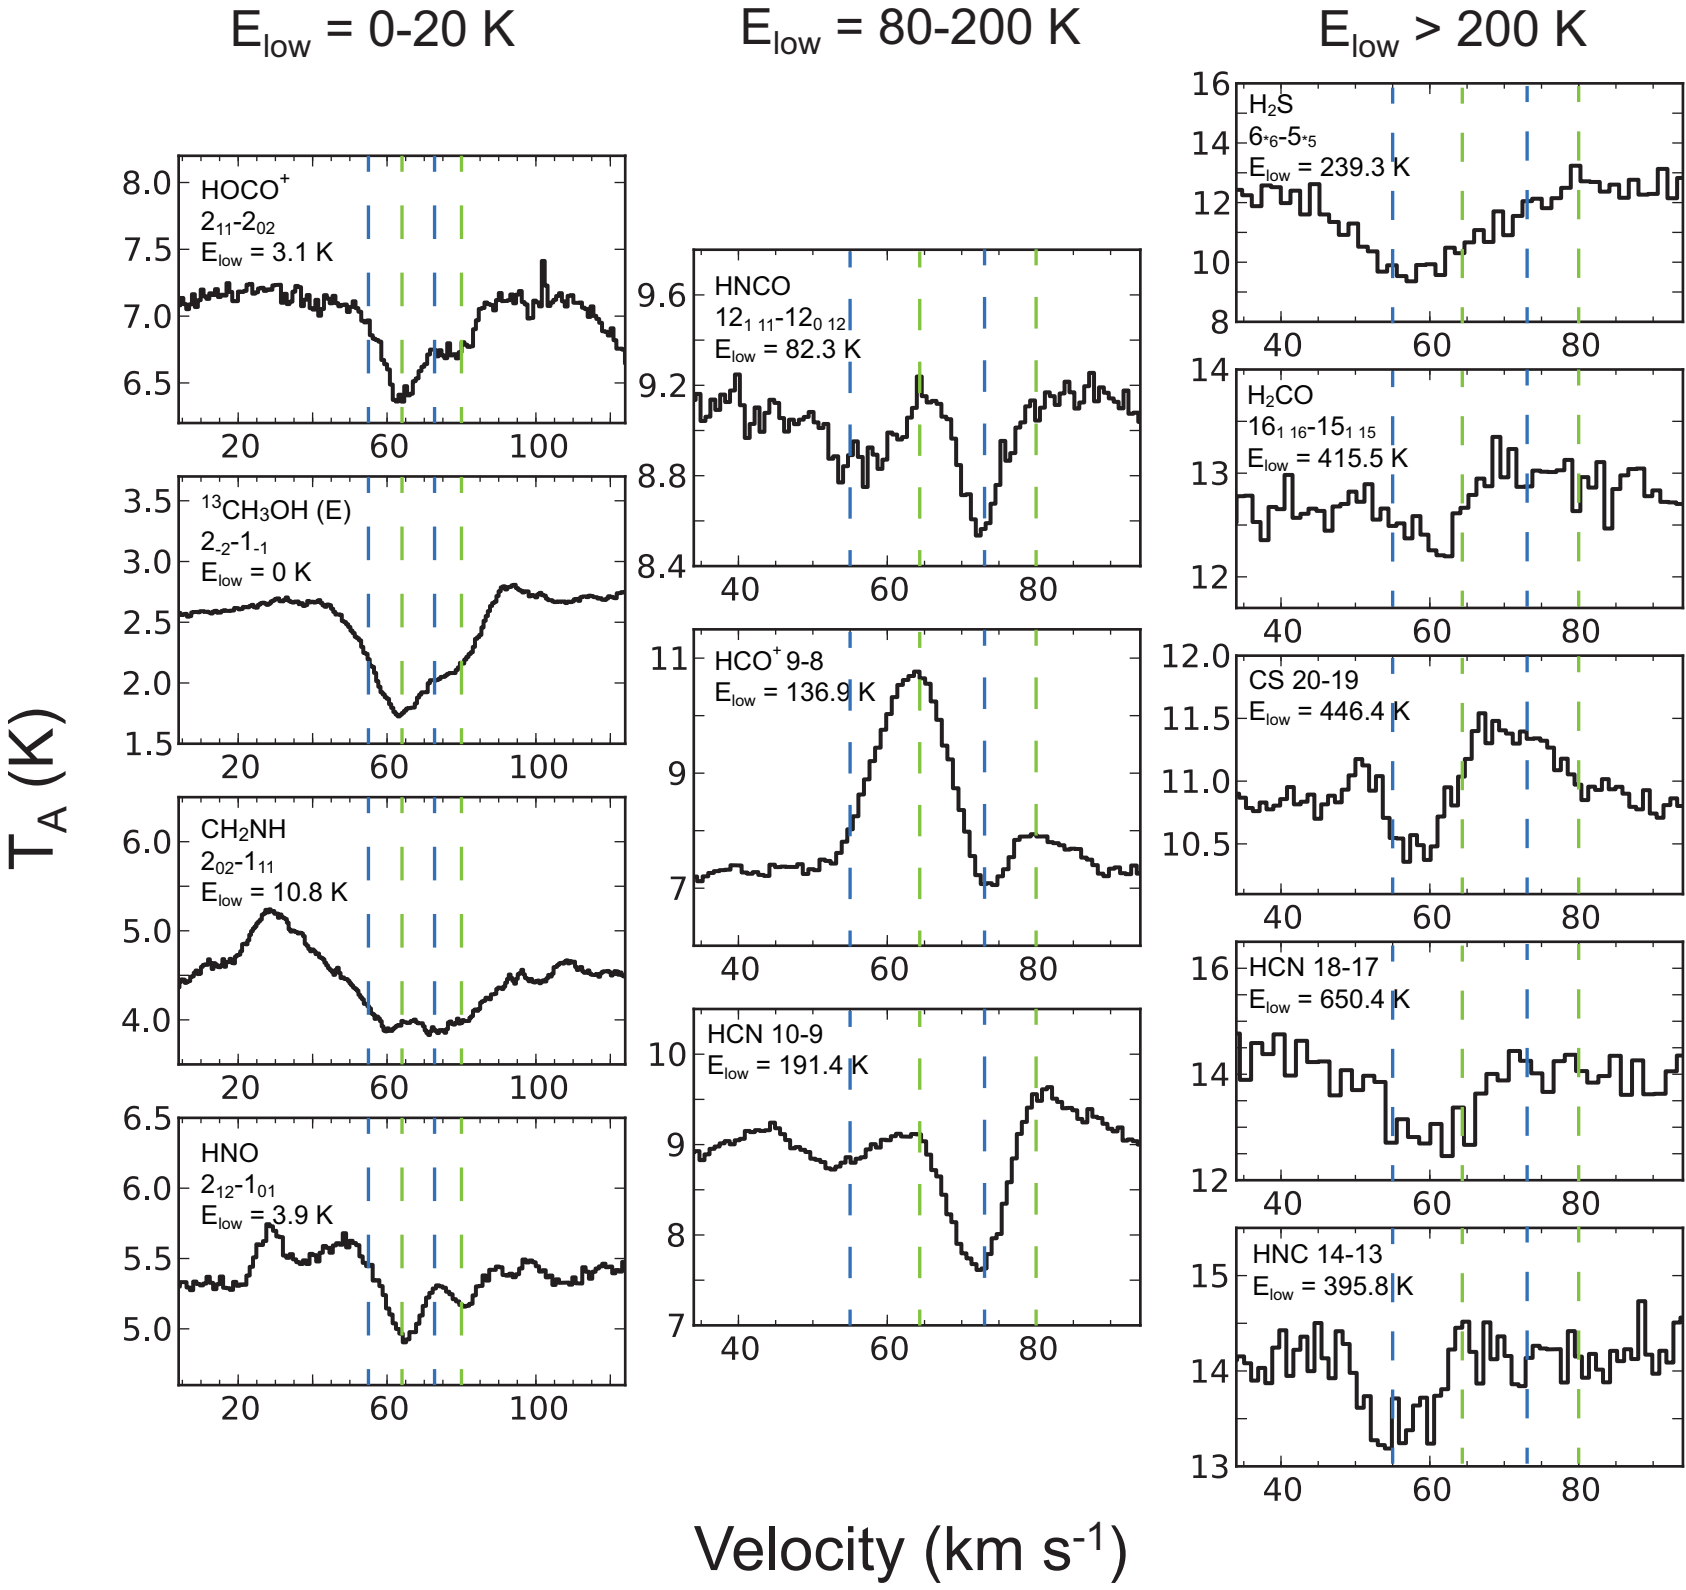 E_low = 0-20 K
E_low = 80-200 K
E_low > 200 K
T_A (K)
HOCO⁺
2₁₁-2₀₂
E_low = 3.1 K
8.0
7.5
7.0
6.5
20 60 100
¹³CH₃OH (E)
2₋₂-1₋₁
E_low = 0 K
3.5
3.0
2.5
2.0
1.5
20 60 100
CH₂NH
2₀₂-1₁₁
E_low = 10.8 K
6.0
5.0
4.0
20 60 100
HNO
2₁₂-1₀₁
E_low = 3.9 K
6.5
6.0
5.5
5.0
20 60 100
HNCO
12₁ ₁₁-12₀ ₁₂
E_low = 82.3 K
9.6
9.2
8.8
8.4
40 60 80
HCO⁺ 9-8
E_low = 136.9 K
11
9
7
40 60 80
HCN 10-9
E_low = 191.4 K
10
9
8
7
40 60 80
H₂S
6*₆-5*₅
E_low = 239.3 K
16
14
12
10
8
40 60 80
H₂CO
16₁ ₁₆-15₁ ₁₅
E_low = 415.5 K
14
13
12
40 60 80
CS 20-19
E_low = 446.4 K
12.0
11.5
11.0
10.5
40 60 80
HCN 18-17
E_low = 650.4 K
16
14
12
40 60 80
HNC 14-13
E_low = 395.8 K
15
14
13
40 60 80
Velocity (km s⁻¹)